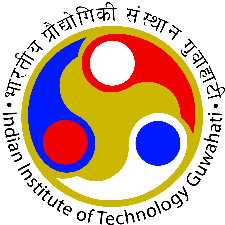 भारतीय प्रौद्योगिकी संस्थान गुवाहाटी
Indian Institute of Technology Guwahati